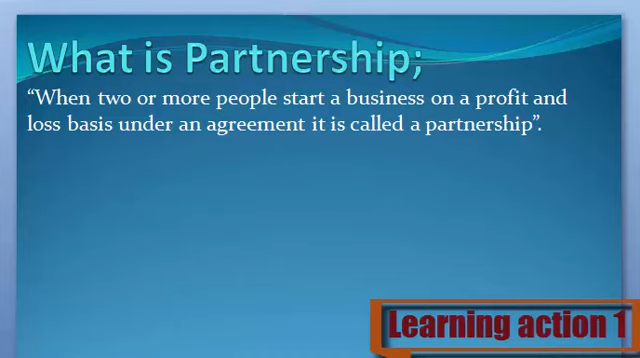 What is Partnership;
“When two or more people start a business on a profit and
loss basis under an agreement it is called a partnership”.
Learning action 1